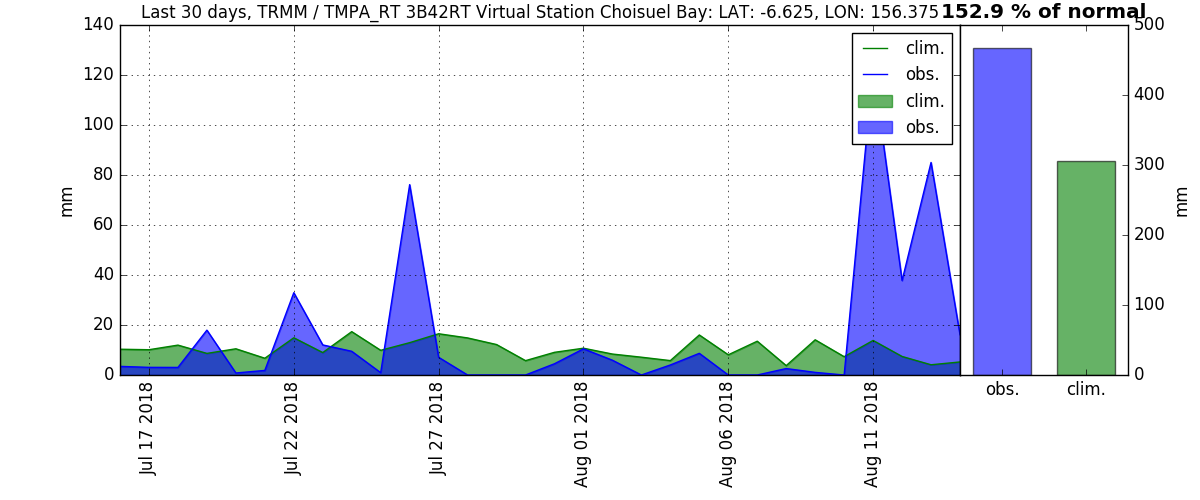 Last 30 days, TRMM / TMPA_RT 3B42RT Virtual Station Choisuel Bay: LAT: -6.625, LON: 156.375
152.9 % of normal
140
120
100
80
60
40
20
0
mm
clim.
obs.
clim.
obs.
Jul 17 2018
Jul 22 2018
Jul 27 2018
Aug 01 2018
Aug 06 2018
Aug 11 2018
500
400
300
200
100
0
mm
obs.
clim.